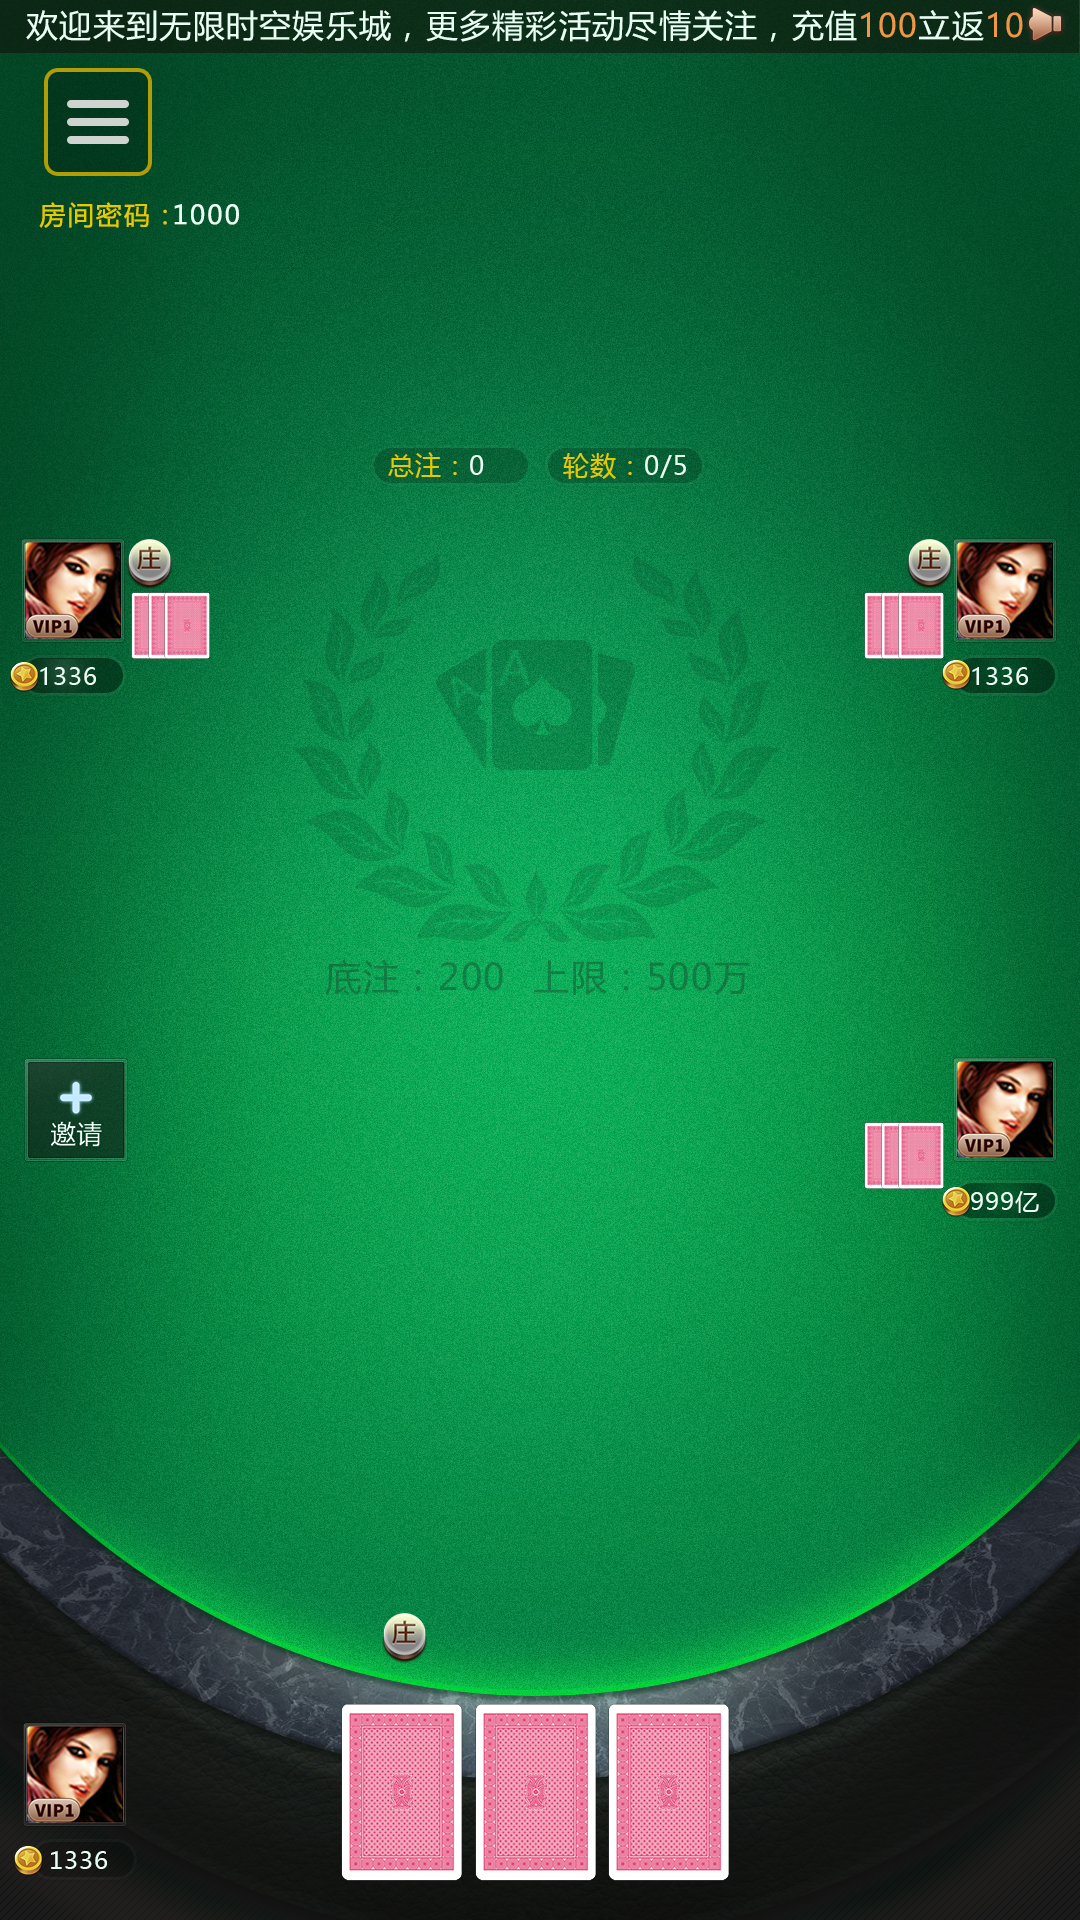 欢迎来到无限时空娱乐城，更多精彩活动尽情关注，充值100立返10
房间密码：1000
总注：0 轮数：0/5
VIP1 庄 庄 VIP1
1336 1336
A A
底注：200 上限：500万
邀请
VIP1
999亿
庄
VIP1
1336